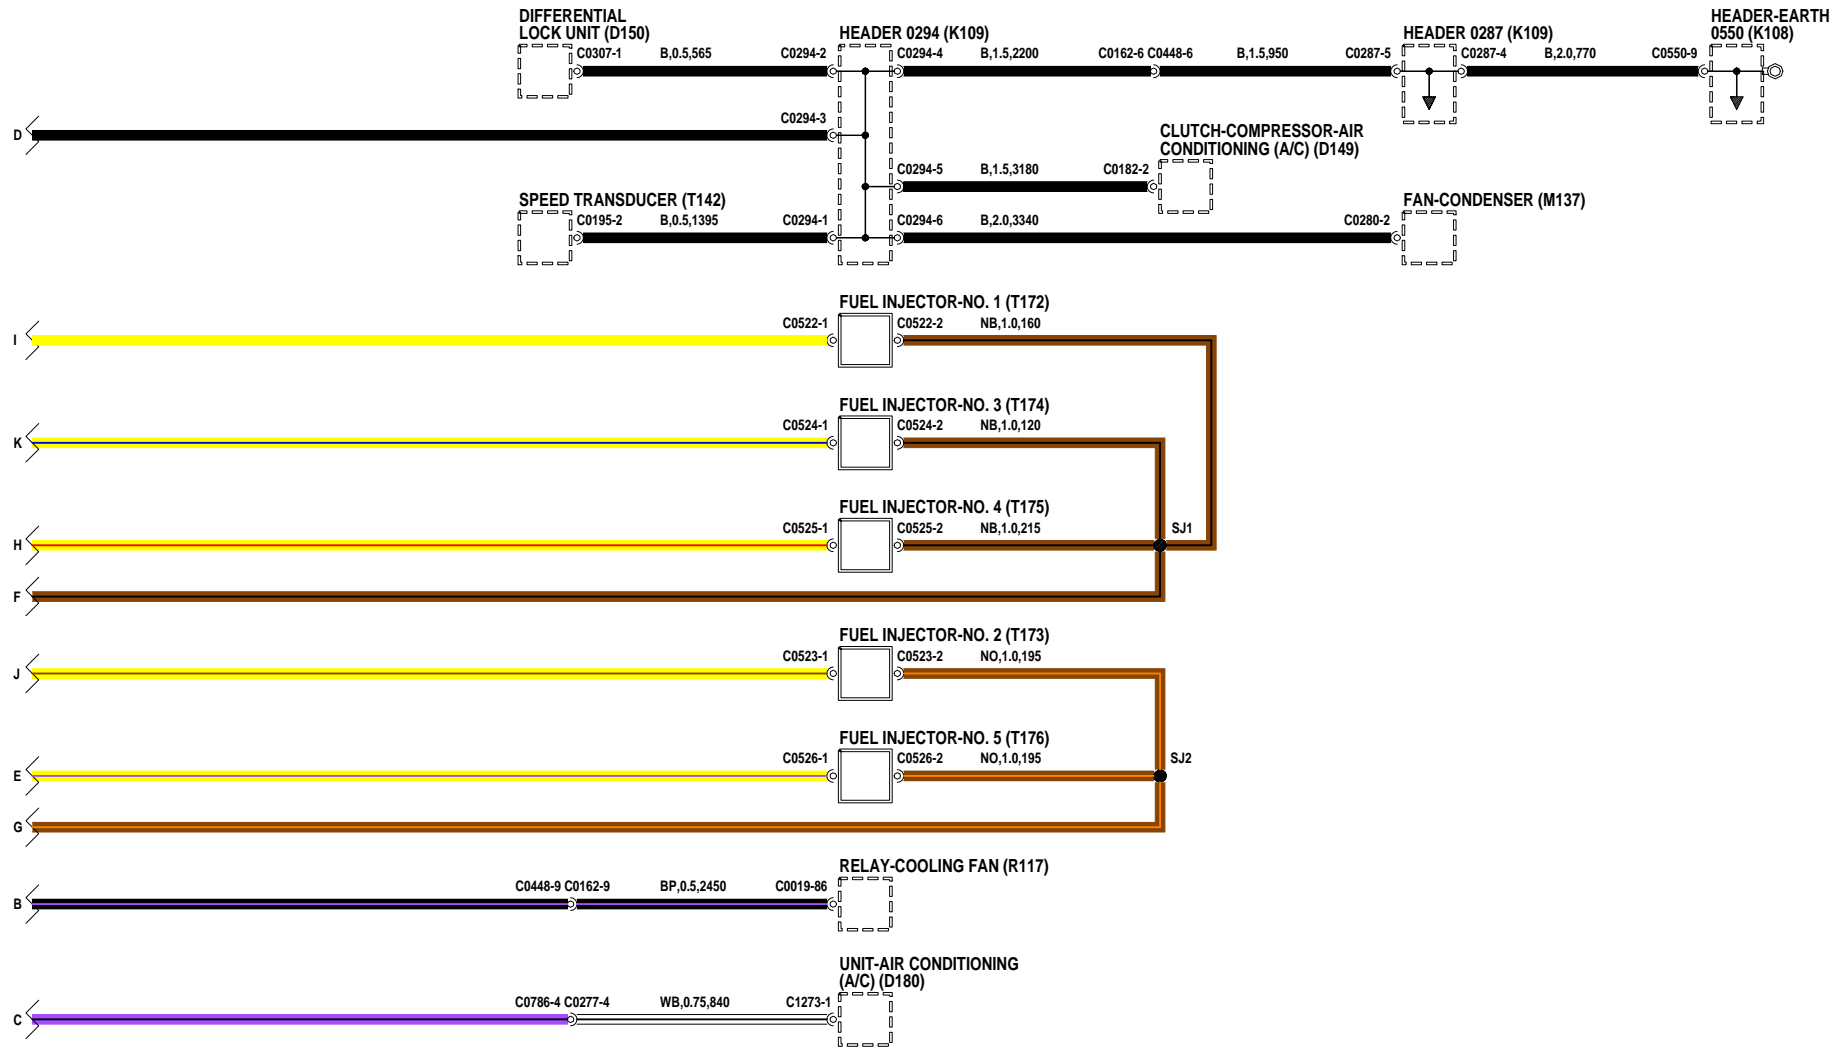 DIFFERENTIAL
LOCK UNIT (D150)
HEADER 0294 (K109)
HEADER 0287 (K109)
HEADER-EARTH
0550 (K108)
C0307-1 B,0.5,565 C0294-2
C0294-4 B,1.5,2200 C0162-6 C0448-6 B,1.5,950 C0287-5
C0287-4 B,2.0,770 C0550-9
D
C0294-3
CLUTCH-COMPRESSOR-AIR
CONDITIONING (A/C) (D149)
C0294-5 B,1.5,3180 C0182-2
SPEED TRANSDUCER (T142)
FAN-CONDENSER (M137)
C0195-2 B,0.5,1395 C0294-1
C0294-6 B,2.0,3340 C0280-2
FUEL INJECTOR-NO. 1 (T172)
I
C0522-1
C0522-2 NB,1.0,160
FUEL INJECTOR-NO. 3 (T174)
K
C0524-1
C0524-2 NB,1.0,120
FUEL INJECTOR-NO. 4 (T175)
H
C0525-1
C0525-2 NB,1.0,215
SJ1
F
FUEL INJECTOR-NO. 2 (T173)
J
C0523-1
C0523-2 NO,1.0,195
FUEL INJECTOR-NO. 5 (T176)
E
C0526-1
C0526-2 NO,1.0,195
SJ2
G
RELAY-COOLING FAN (R117)
B
C0448-9 C0162-9 BP,0.5,2450 C0019-86
UNIT-AIR CONDITIONING
(A/C) (D180)
C
C0786-4 C0277-4 WB,0.75,840 C1273-1